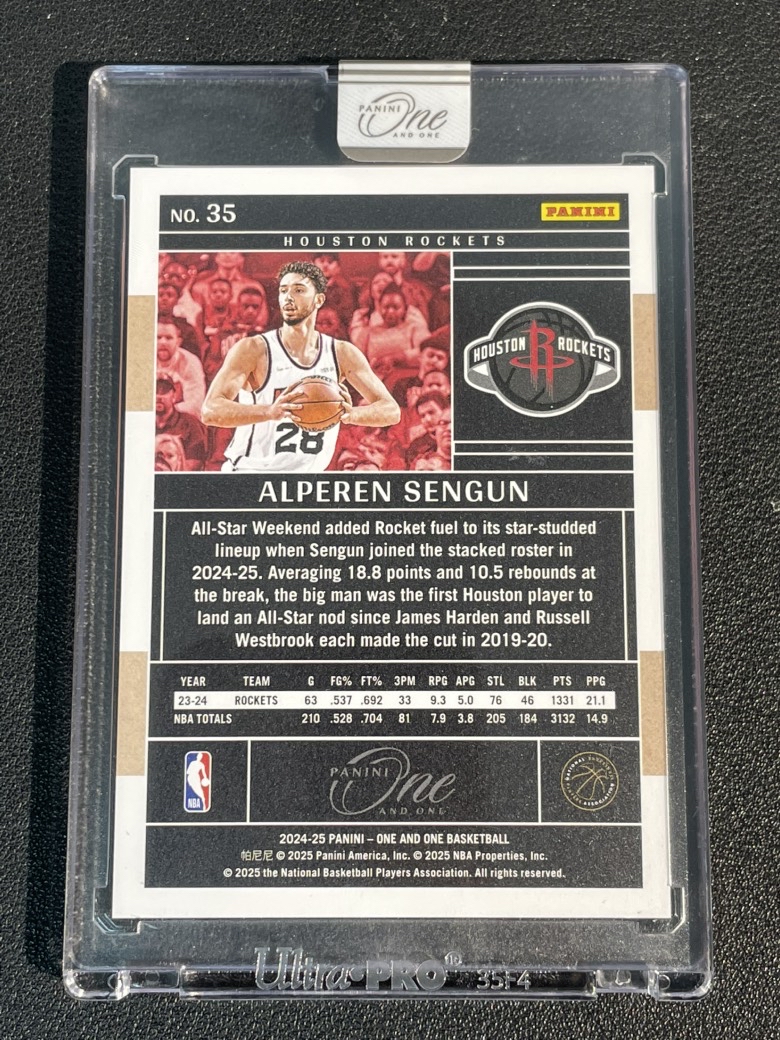 PANINI
One
AND ONE
NO. 35
PANINI
HOUSTON ROCKETS
HOUSTON R ROCKETS
28
ALPEREN SENGUN
All-Star Weekend added Rocket fuel to its star-studded
lineup when Sengun joined the stacked roster in
2024-25. Averaging 18.8 points and 10.5 rebounds at
the break, the big man was the first Houston player to
land an All-Star nod since James Harden and Russell
Westbrook each made the cut in 2019-20.
YEAR TEAM G FG% FT% 3PM RPG APG STL BLK PTS PPG
23-24 ROCKETS 63 .537 .692 33 9.3 5.0 76 46 1331 21.1
NBA TOTALS 210 .528 .704 81 7.9 3.8 205 184 3132 14.9
NBA
PANINI
One
AND ONE
NATIONAL BASKETBALL PLAYERS ASSOCIATION
2024-25 PANINI – ONE AND ONE BASKETBALL
帕尼尼 © 2025 Panini America, Inc. © 2025 NBA Properties, Inc.
© 2025 the National Basketball Players Association. All rights reserved.
Ultra PRO® 35F4